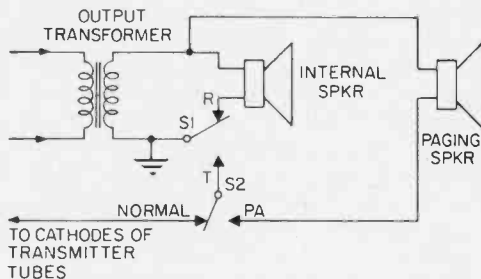 OUTPUT
TRANSFORMER
INTERNAL
SPKR
R
S1
PAGING
SPKR
T
S2
NORMAL
PA
TO CATHODES OF
TRANSMITTER
TUBES